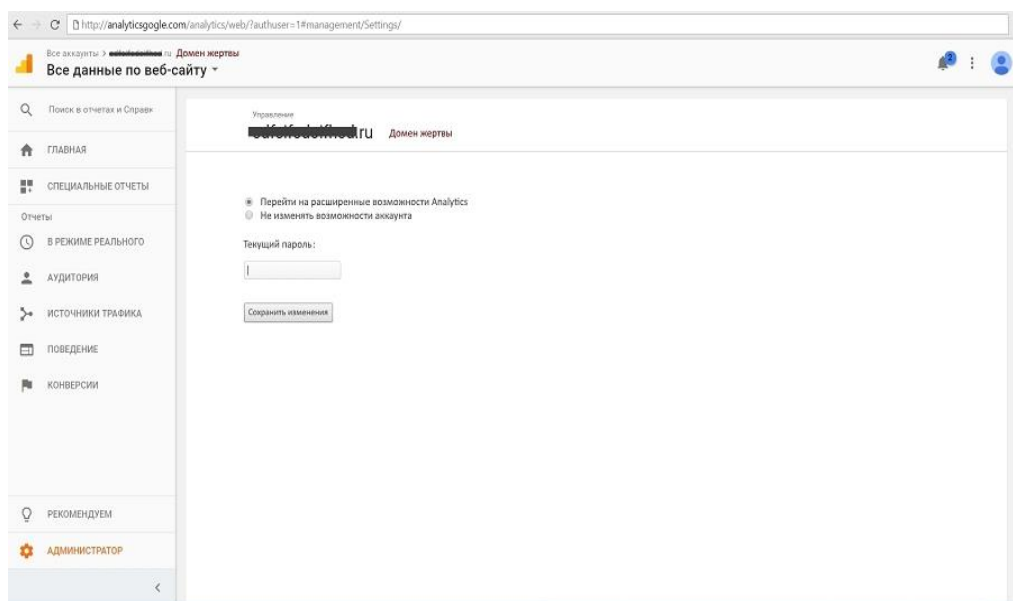 http://analyticsgogle.com/analytics/web/?authuser=1#management/Settings/
Все аккаунты > ru Домен жертвы
Все данные по веб-сайту
2
Поиск в отчетах и Справк
ГЛАВНАЯ
СПЕЦИАЛЬНЫЕ ОТЧЕТЫ
Отчеты
В РЕЖИМЕ РЕАЛЬНОГО
АУДИТОРИЯ
ИСТОЧНИКИ ТРАФИКА
ПОВЕДЕНИЕ
КОНВЕРСИИ
РЕКОМЕНДУЕМ
АДМИНИСТРАТОР
Управление
.ru Домен жертвы
Перейти на расширенные возможности Analytics
Не изменять возможности аккаунта
Текущий пароль:
Сохранить изменения